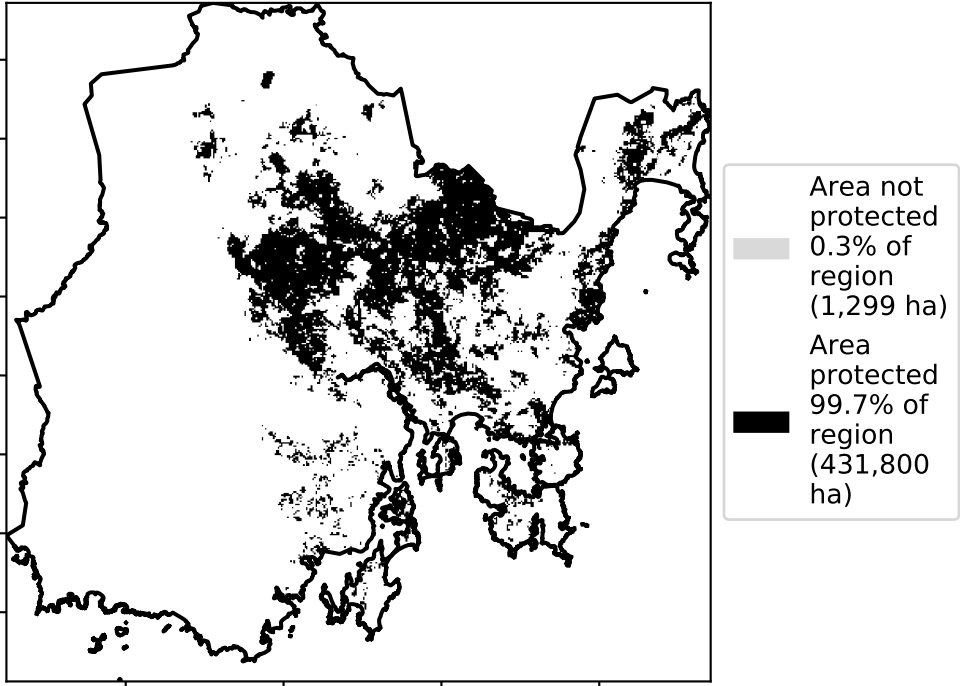 Area not
protected
0.3% of
region
(1,299 ha)
Area
protected
99.7% of
region
(431,800
ha)